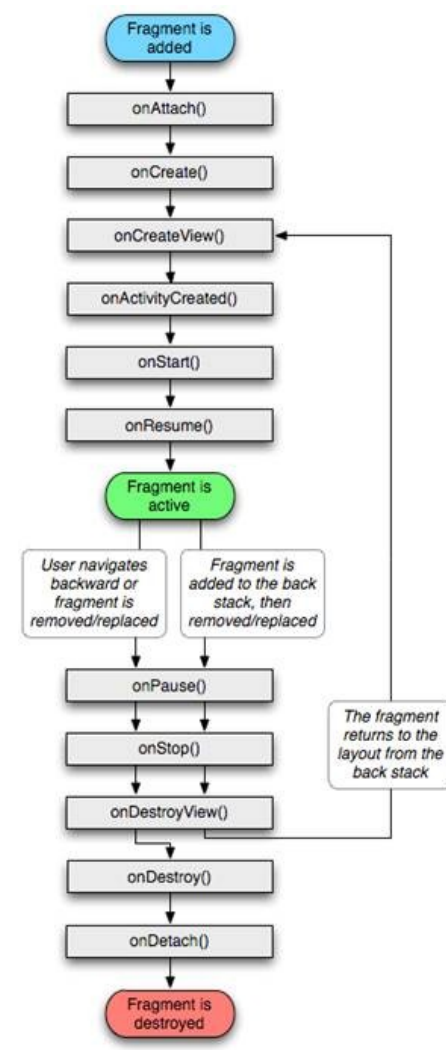 Fragment is
added
onAttach()
onCreate()
onCreateView()
onActivityCreated()
onStart()
onResume()
Fragment is
active
User navigates
backward or
fragment is
removed/replaced
Fragment is
added to the back
stack, then
removed/replaced
onPause()
onStop()
The fragment
returns to the
layout from the
back stack
onDestroyView()
onDestroy()
onDetach()
Fragment is
destroyed